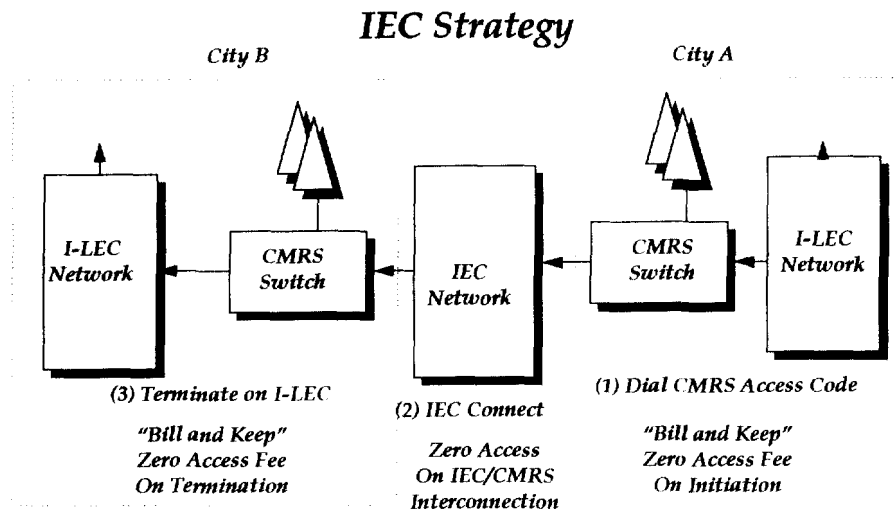 IEC Strategy
City B
City A
I-LEC
Network
CMRS
Switch
IEC
Network
CMRS
Switch
I-LEC
Network
(3) Terminate on I-LEC
"Bill and Keep"
Zero Access Fee
On Termination
(2) IEC Connect
Zero Access
On IEC/CMRS
Interconnection
(1) Dial CMRS Access Code
"Bill and Keep"
Zero Access Fee
On Initiation